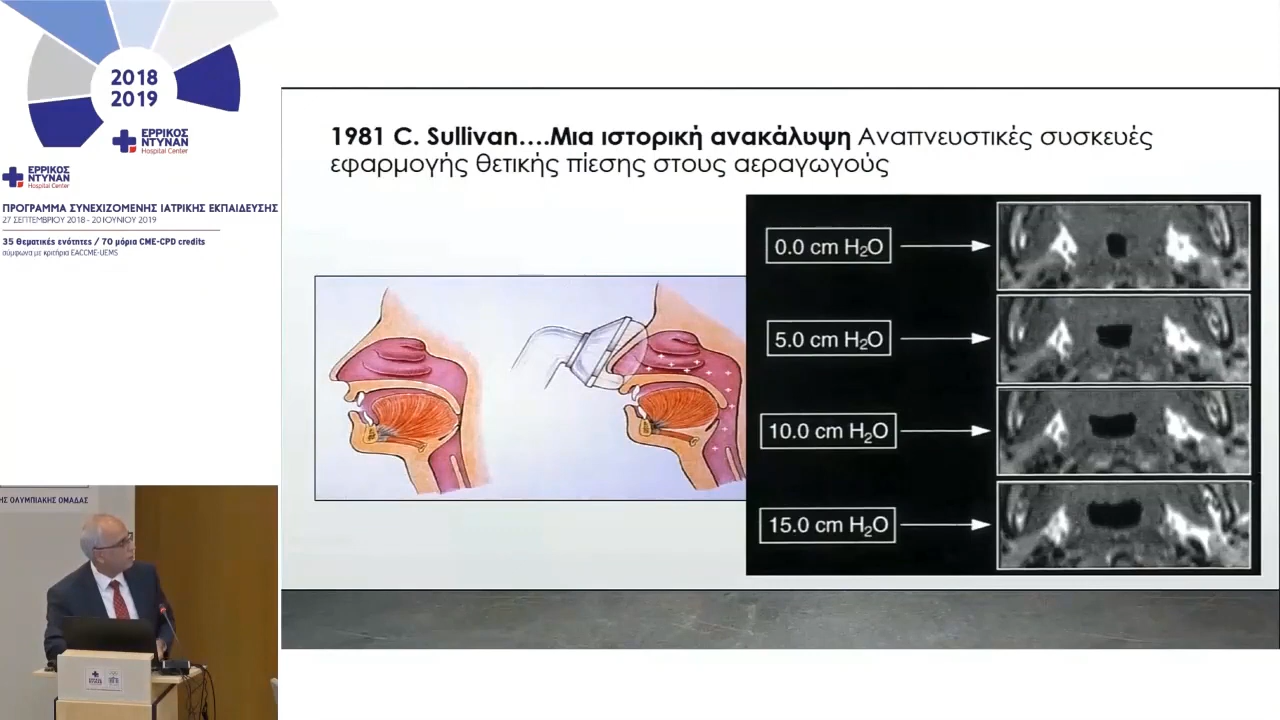 2018
2019
ΕΡΡΙΚΟΣ
ΝΤΥΝΑΝ
Hospital Center
ΕΡΡΙΚΟΣ
ΝΤΥΝΑΝ
Hospital Center
ΠΡΟΓΡΑΜΜΑ ΣΥΝΕΧΙΖΟΜΕΝΗΣ ΙΑΤΡΙΚΗΣ ΕΚΠΑΙΔΕΥΣΗΣ
27 ΣΕΠΤΕΜΒΡΙΟΥ 2018 - 20 ΙΟΥΝΙΟΥ 2019
35 Θεματικές ενότητες / 70 μόρια CME-CPD credits
σύμφωνα με κριτήρια EACCME-UEMS
1981 C. Sullivan....Μια ιστορική ανακάλυψη Αναπνευστικές συσκευές
εφαρμογής θετικής πίεσης στους αεραγωγούς
0.0 cm H₂O
5.0 cm H₂O
10.0 cm H₂O
15.0 cm H₂O
ΗΣ ΟΛΥΜΠΙΑΚΗΣ ΟΜΑΔΑΣ